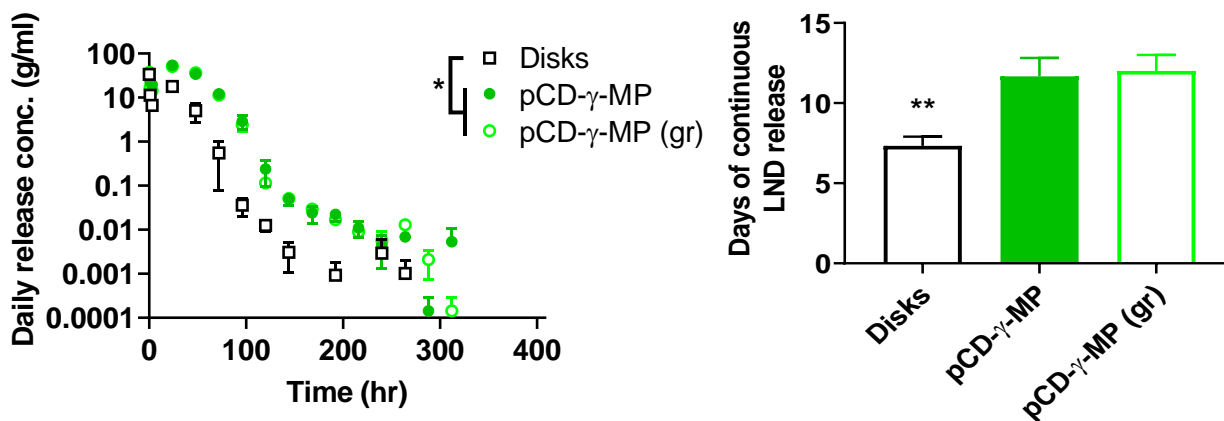 Daily release conc. (g/ml)
100
10
1
0.1
0.01
0.001
0.0001
0
100
200
300
400
Time (hr)
*
Disks
pCD-γ-MP
pCD-γ-MP (gr)
Days of continuous
LND release
15
10
5
0
**
Disks
pCD-γ-MP
pCD-γ-MP (gr)